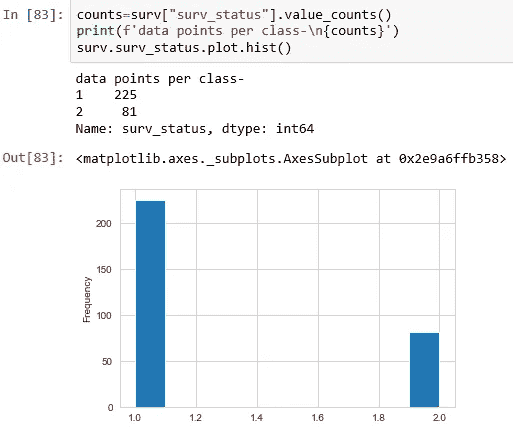 In [83]: counts=surv["surv_status"].value_counts()
print(f'data points per class-\n{counts}')
surv.surv_status.plot.hist()
data points per class-
1    225
2     81
Name: surv_status, dtype: int64
Out[83]: <matplotlib.axes._subplots.AxesSubplot at 0x2e9a6ffb358>
200
150
100
50
0
Frequency
1.0 1.2 1.4 1.6 1.8 2.0